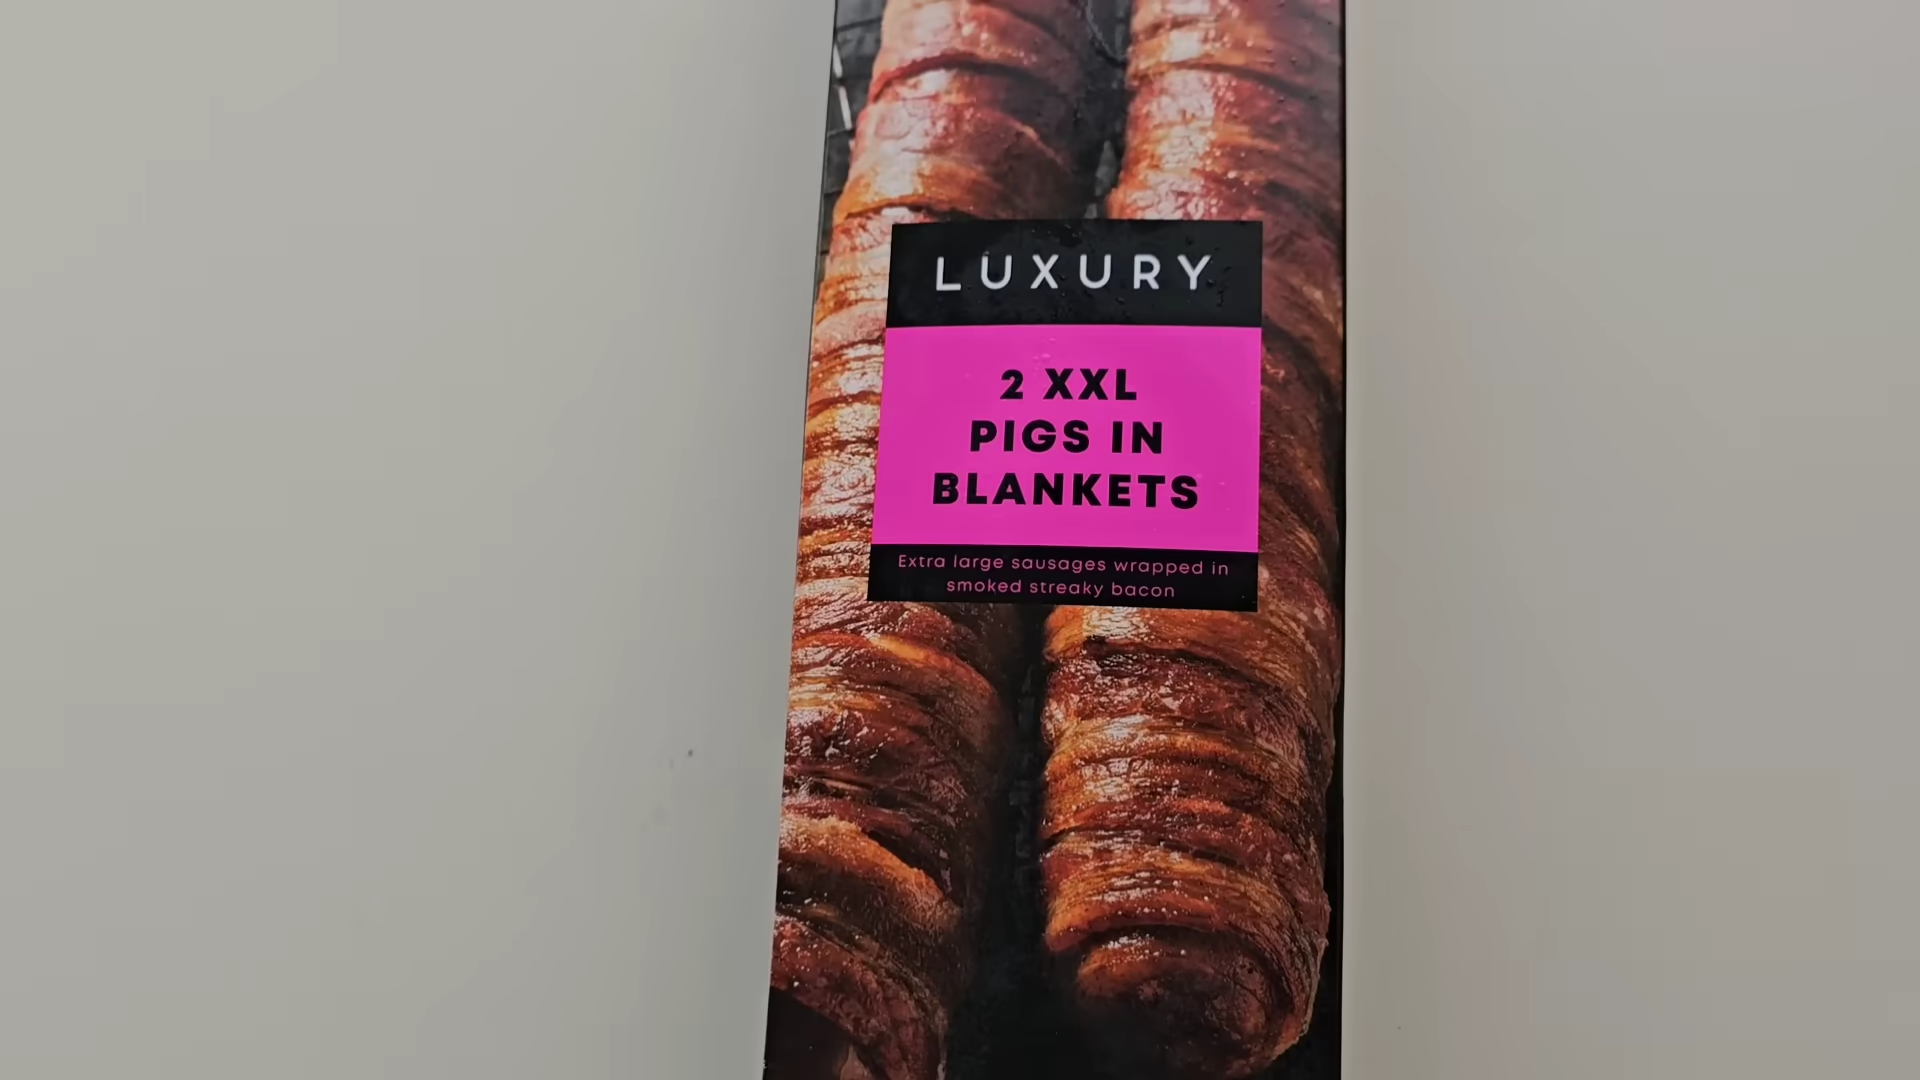 LUXURY
2 XXL
PIGS IN
BLANKETS
Extra large sausages wrapped in
smoked streaky bacon